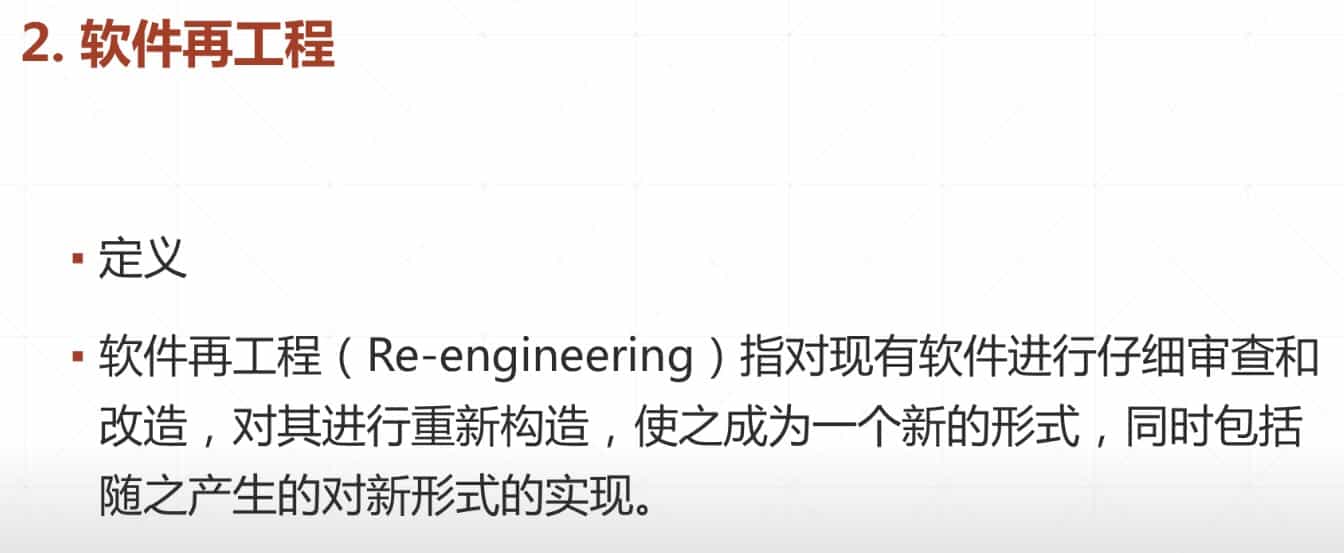 2. 软件再工程
▪ 定义
▪ 软件再工程（Re-engineering）指对现有软件进行仔细审查和
改造，对其进行重新构造，使之成为一个新的形式，同时包括
随之产生的对新形式的实现。